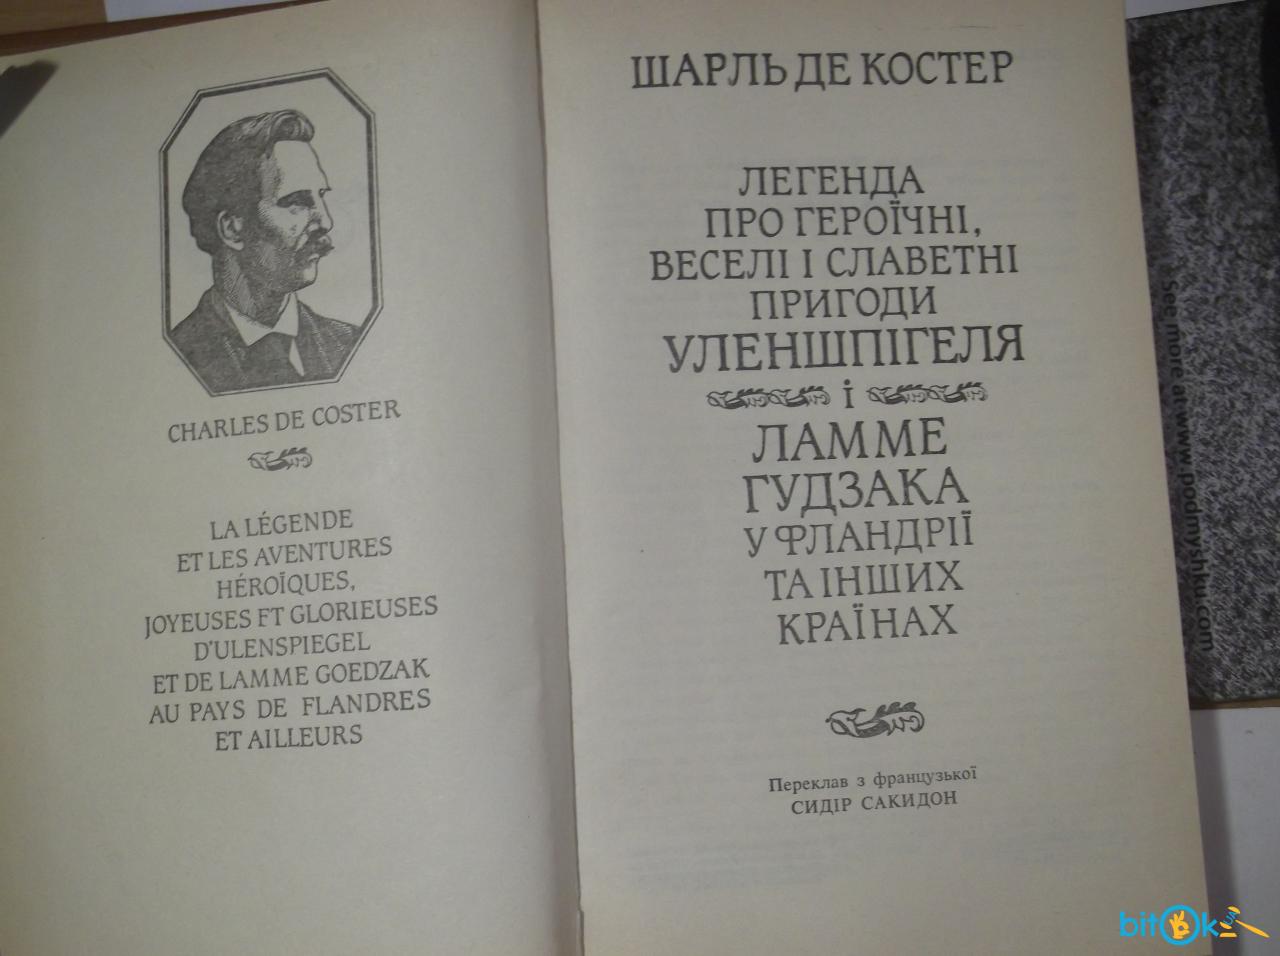 CHARLES DE COSTER
LA LÉGENDE
ET LES AVENTURES
HÉROÏQUES,
JOYEUSES ET GLORIEUSES
D'ULENSPIEGEL
ET DE LAMME GOEDZAK
AU PAYS DE FLANDRES
ET AILLEURS
ШАРЛЬ ДЕ КОСТЕР
ЛЕГЕНДА
ПРО ГЕРОЇЧНІ,
ВЕСЕЛІ І СЛАВЕТНІ
ПРИГОДИ
УЛЕНШПІГЕЛЯ
і
ЛАММЕ
ГУДЗАКА
У ФЛАНДРІЇ
ТА ІНШИХ
КРАЇНАХ
Переклав з французької
СИДІР САКИДОН
See more at www.podmyshku.com
bitOk
UA